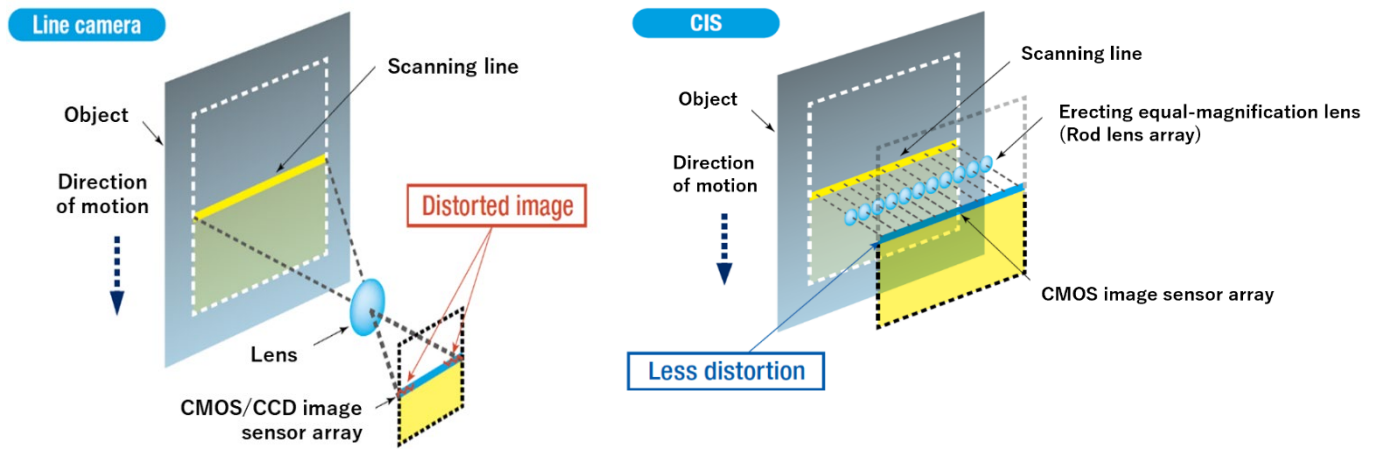 Line camera
Scanning line
Object
Direction
of motion
Distorted image
Lens
CMOS/CCD image
sensor array
CIS
Scanning line
Object
Erecting equal-magnification lens
(Rod lens array)
Direction
of motion
CMOS image sensor array
Less distortion